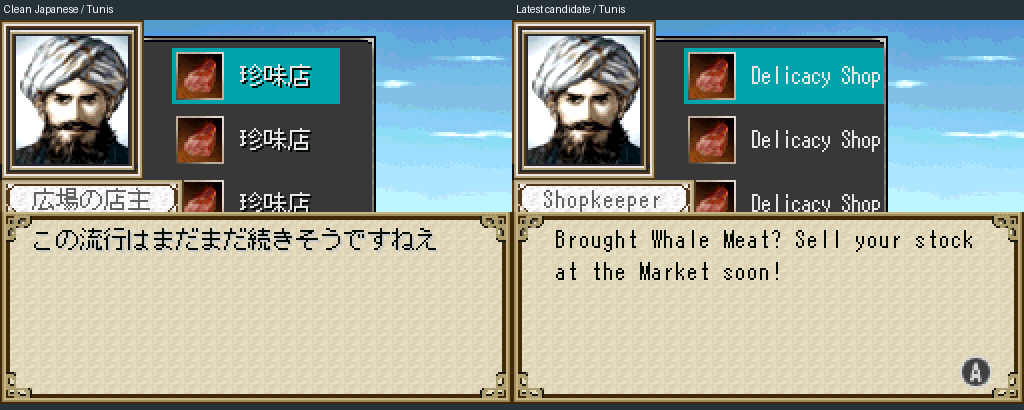 Clean Japanese / Tunis
珍味店
珍味店
珍味店
広場の店主
この流行はまだまだ続きそうですねえ
Latest candidate / Tunis
Delicacy Shop
Delicacy Shop
Delicacy Shop
Shopkeeper
Brought Whale Meat? Sell your stock
at the Market soon!
A